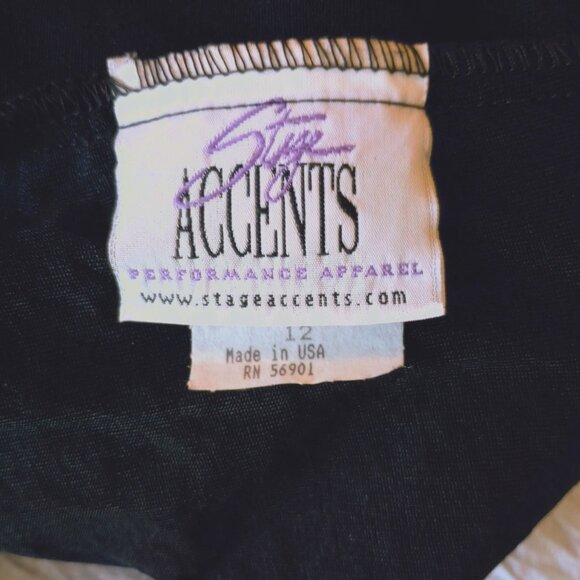 Stage
ACCENTS
PERFORMANCE APPAREL
www.stageaccents.com
12
Made in USA
RN 56901